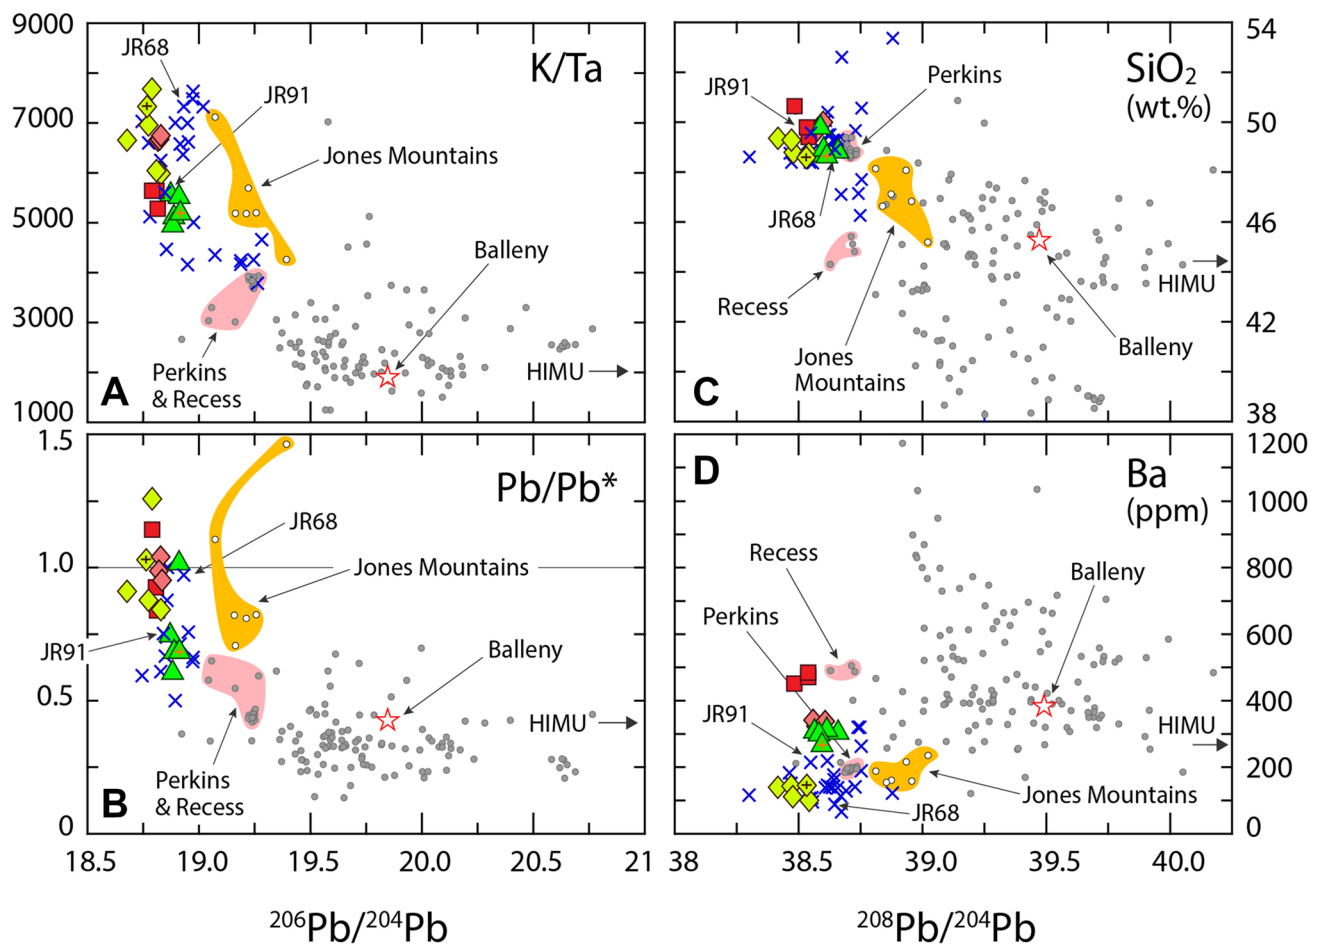 9000
7000
5000
3000
1000
K/Ta
JR68
JR91
Jones Mountains
Balleny
Perkins
& Recess
HIMU
A
SiO₂
(wt.%)
54
50
46
42
38
JR91
Perkins
JR68
Recess
Jones
Mountains
Balleny
HIMU
C
1.5
1.0
0.5
0
Pb/Pb*
JR68
Jones Mountains
JR91
Balleny
Perkins
& Recess
HIMU
B
18.5 19.0 19.5 20.0 20.5 21
²⁰⁶Pb/²⁰⁴Pb
D
Ba
(ppm)
1200
1000
800
600
400
200
0
Recess
Perkins
JR91
Balleny
HIMU
Jones Mountains
JR68
38 38.5 39.0 39.5 40.0
²⁰⁸Pb/²⁰⁴Pb